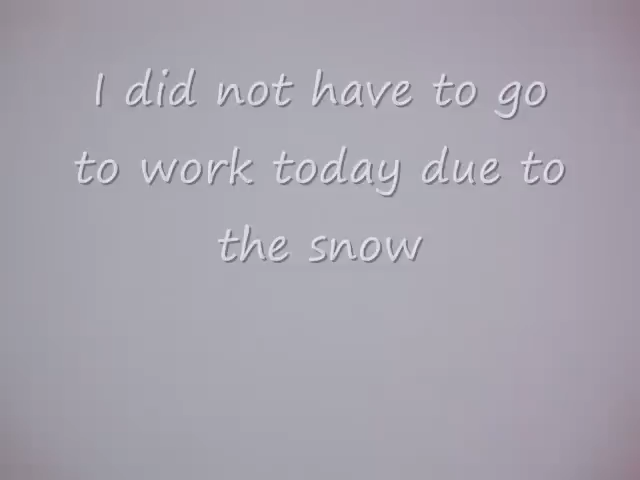 I did not have to go
to work today due to
the snow